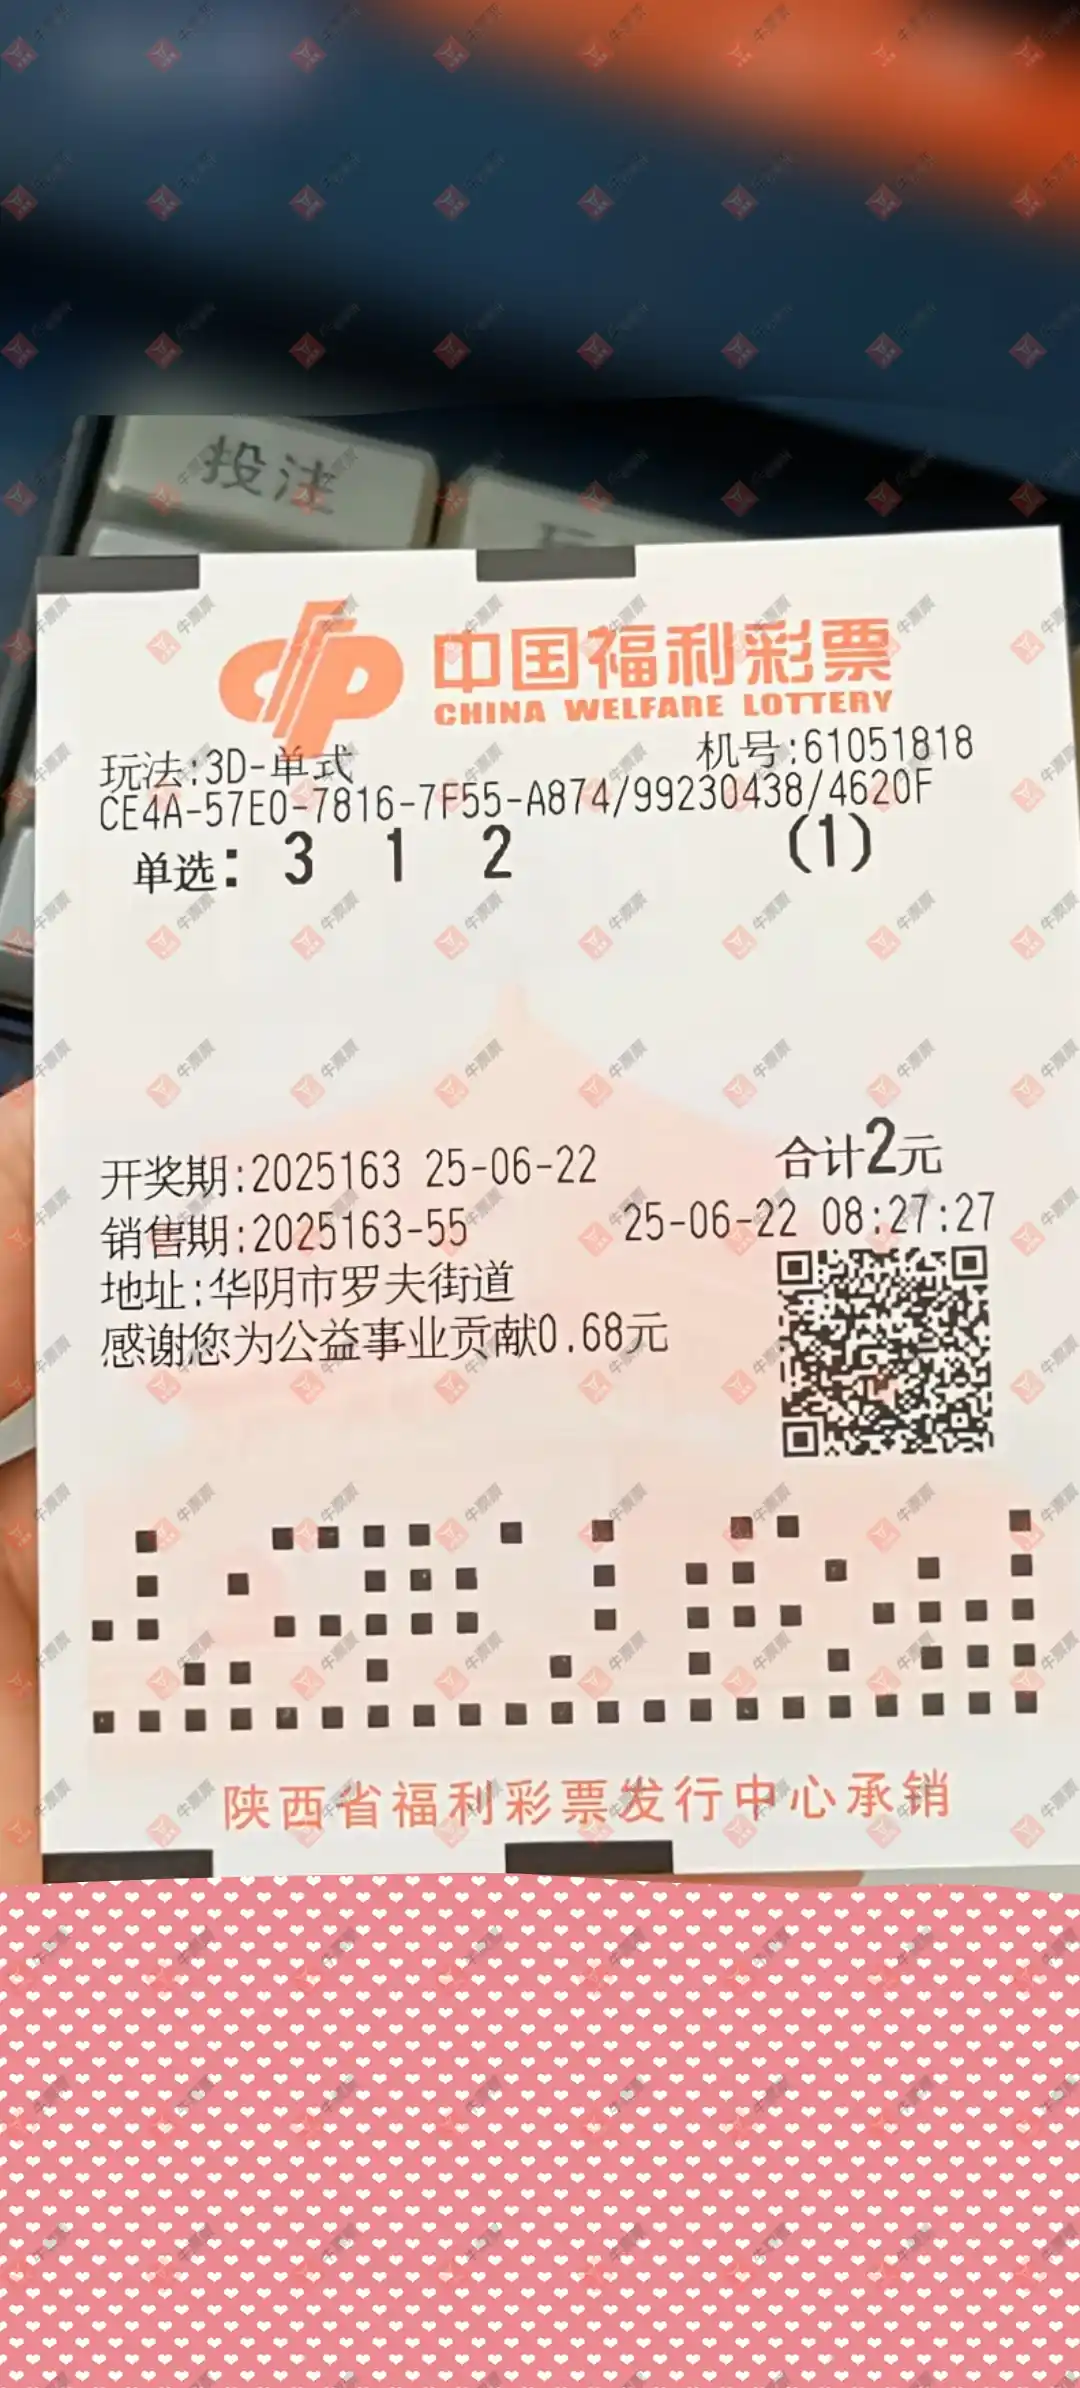 投注
中国福利彩票
CHINA WELFARE LOTTERY
玩法:3D-单式 机号:61051818
CE4A-57E0-7816-7F55-A874/99230438/4620F
单选: 3 1 2 (1)
开奖期:2025163 25-06-22 合计2元
销售期:2025163-55 25-06-22 08:27:27
地址:华阴市罗夫街道
感谢您为公益事业贡献0.68元
陕西省福利彩票发行中心承销
牛票票